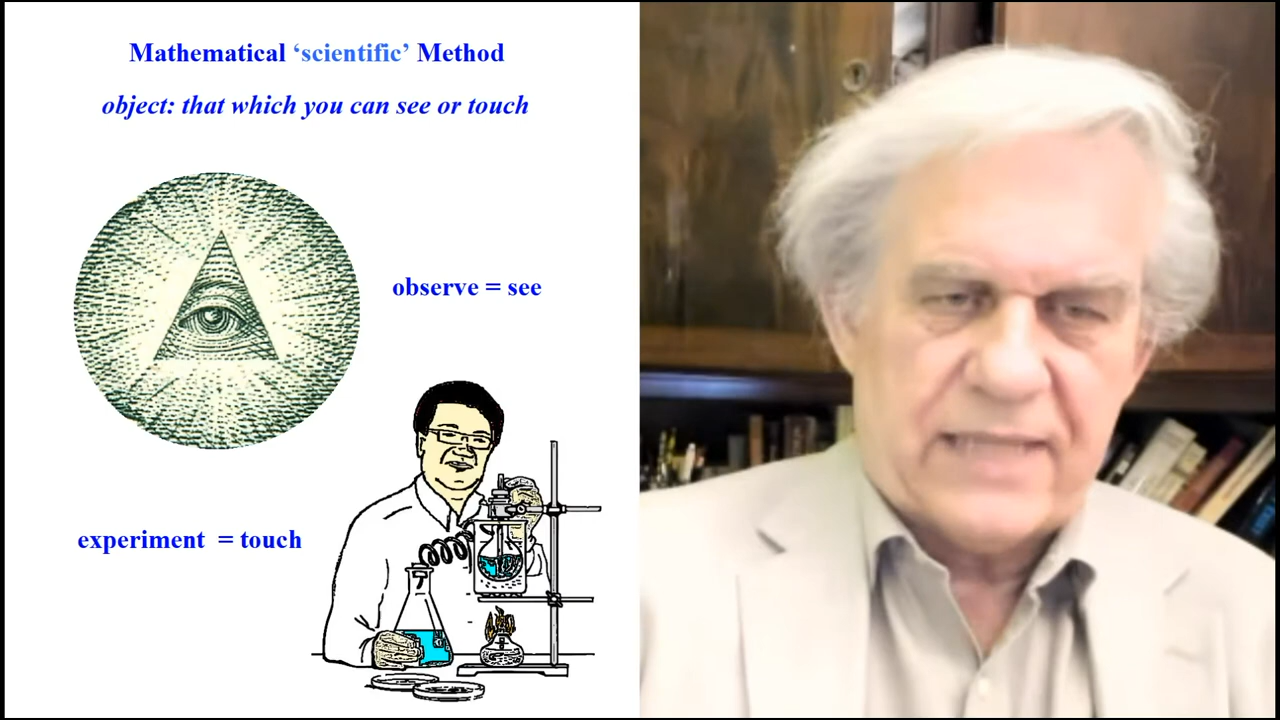 Mathematical ‘scientific’ Method
object: that which you can see or touch
observe = see
experiment = touch